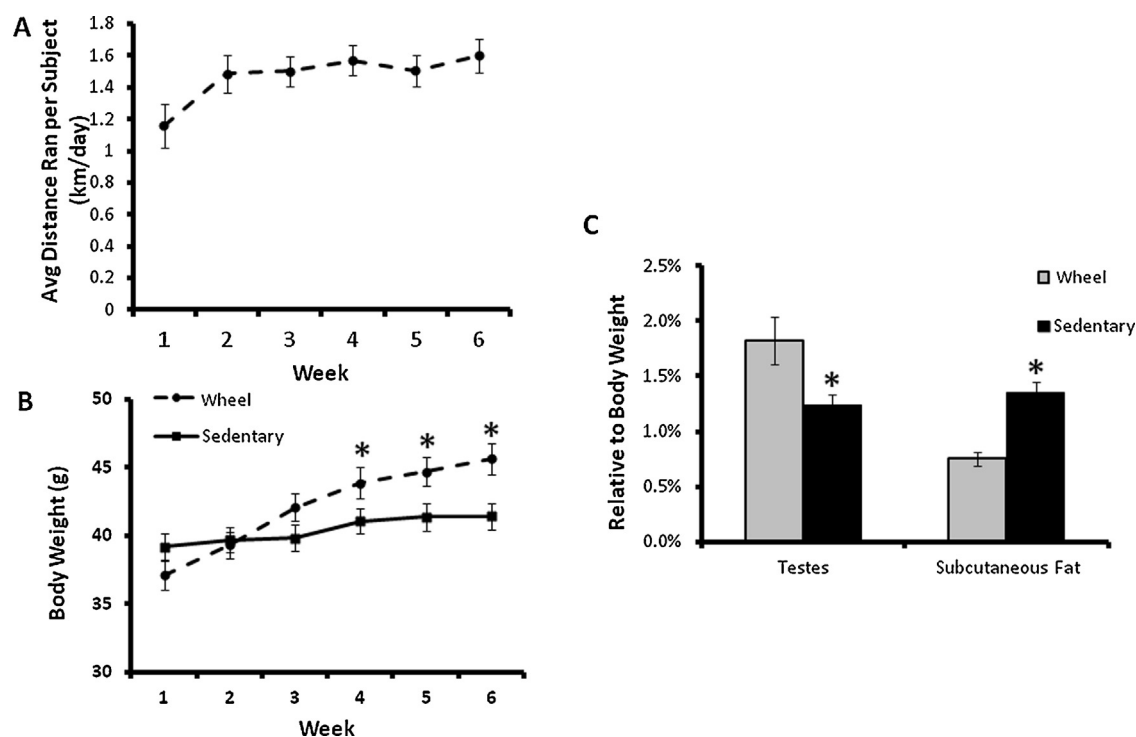 A
Avg Distance Ran per Subject
(km/day)
1.8
1.6
1.4
1.2
1
0.8
0.6
0.4
0.2
0
1 2 3 4 5 6
Week
B
Body Weight (g)
50
45
40
35
30
Wheel
Sedentary
* * *
1 2 3 4 5 6
Week
C
Relative to Body Weight
2.5%
2.0%
1.5%
1.0%
0.5%
0.0%
Wheel
Sedentary
* *
Testes Subcutaneous Fat